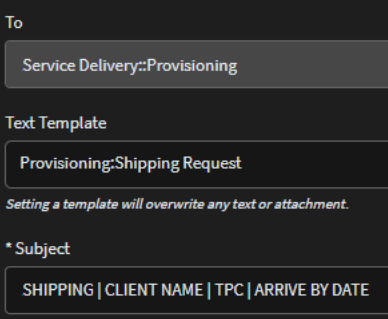 To
Service Delivery::Provisioning
Text Template
Provisioning:Shipping Request
Setting a template will overwrite any text or attachment.
* Subject
SHIPPING | CLIENT NAME | TPC | ARRIVE BY DATE